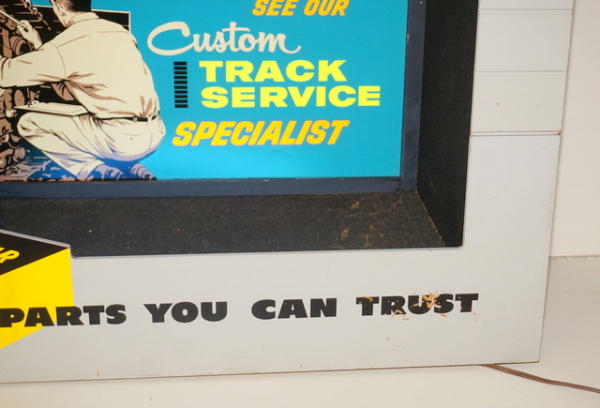 SEE OUR
Custom
TRACK
SERVICE
SPECIALIST
PARTS YOU CAN TRUST